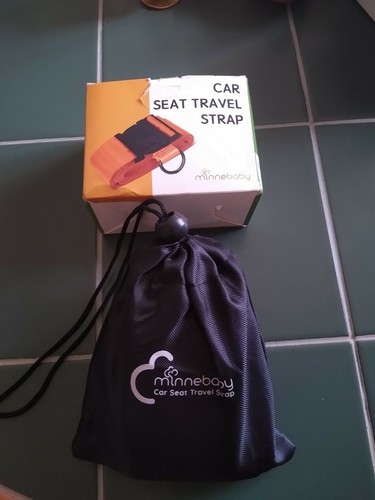 CAR
SEAT TRAVEL
STRAP
minnebaby
minnebaby
Car Seat Travel Strap